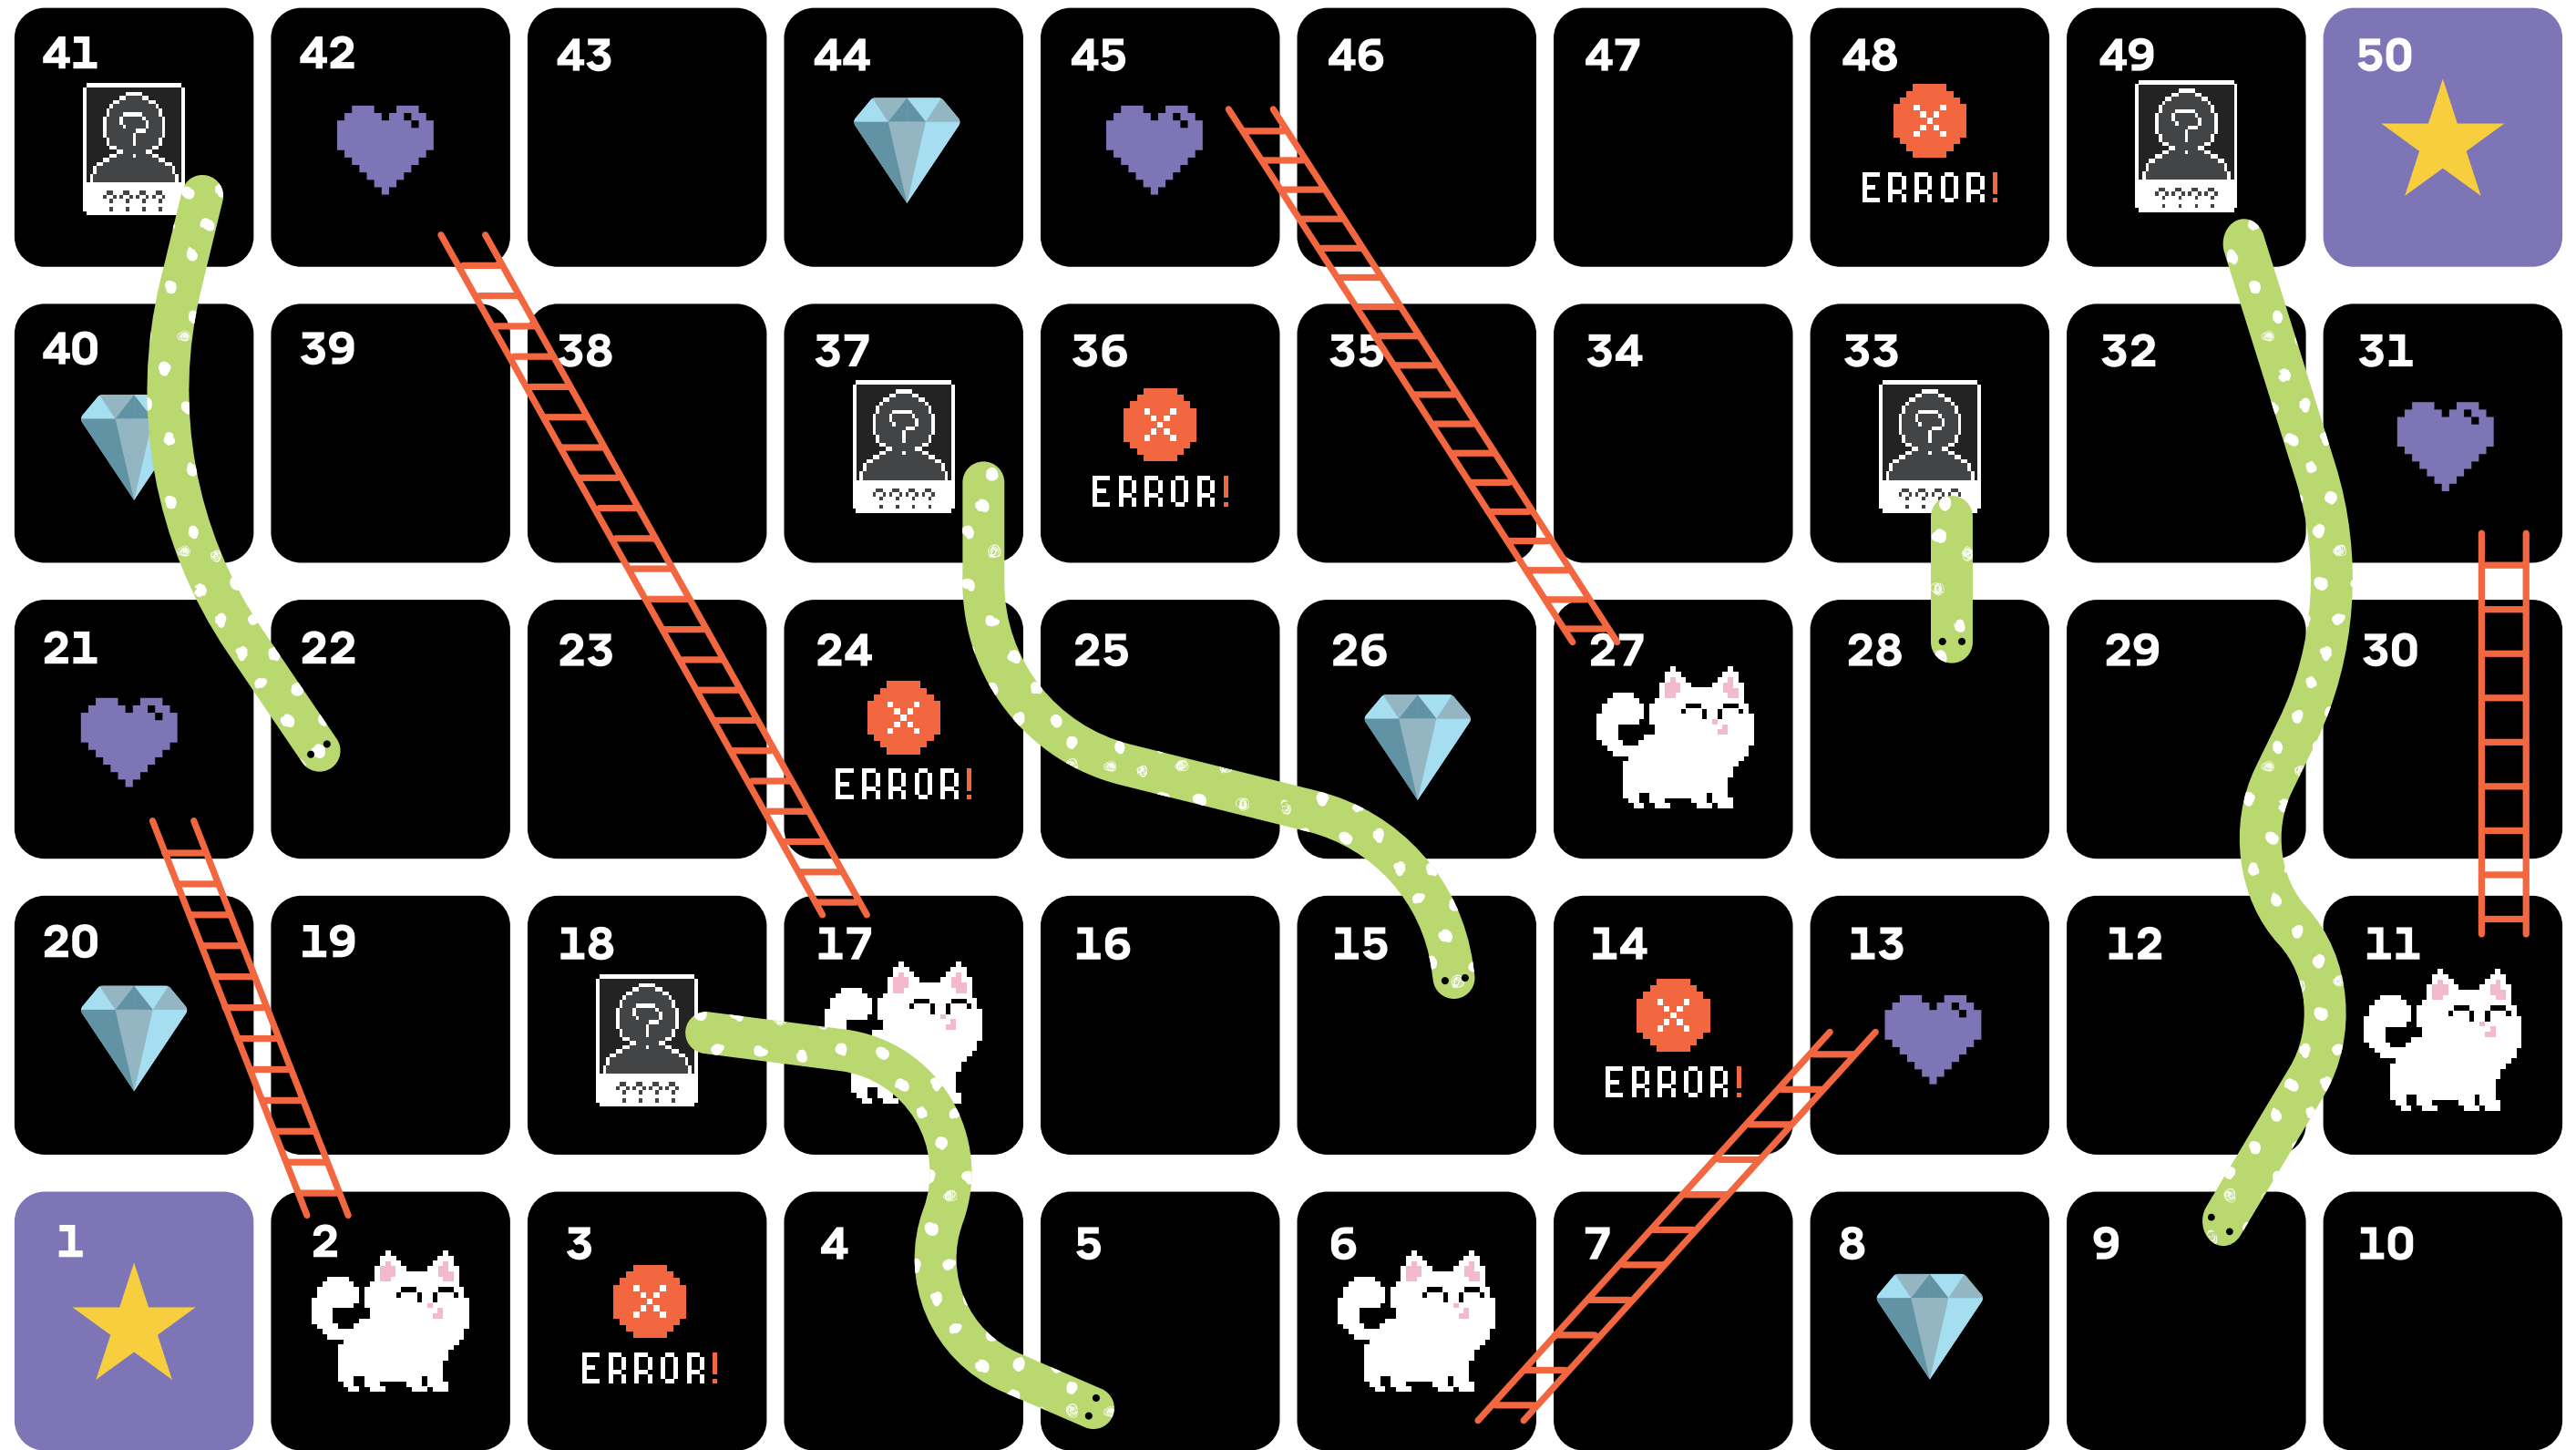 41 42 43 44 45 46 47 48 49 50
???? ERROR! ????
40 39 38 37 36 35 34 33 32 31
???? ERROR! ????
21 22 23 24 25 26 27 28 29 30
ERROR!
20 19 18 17 16 15 14 13 12 11
???? ERROR!
1 2 3 4 5 6 7 8 9 10
ERROR!